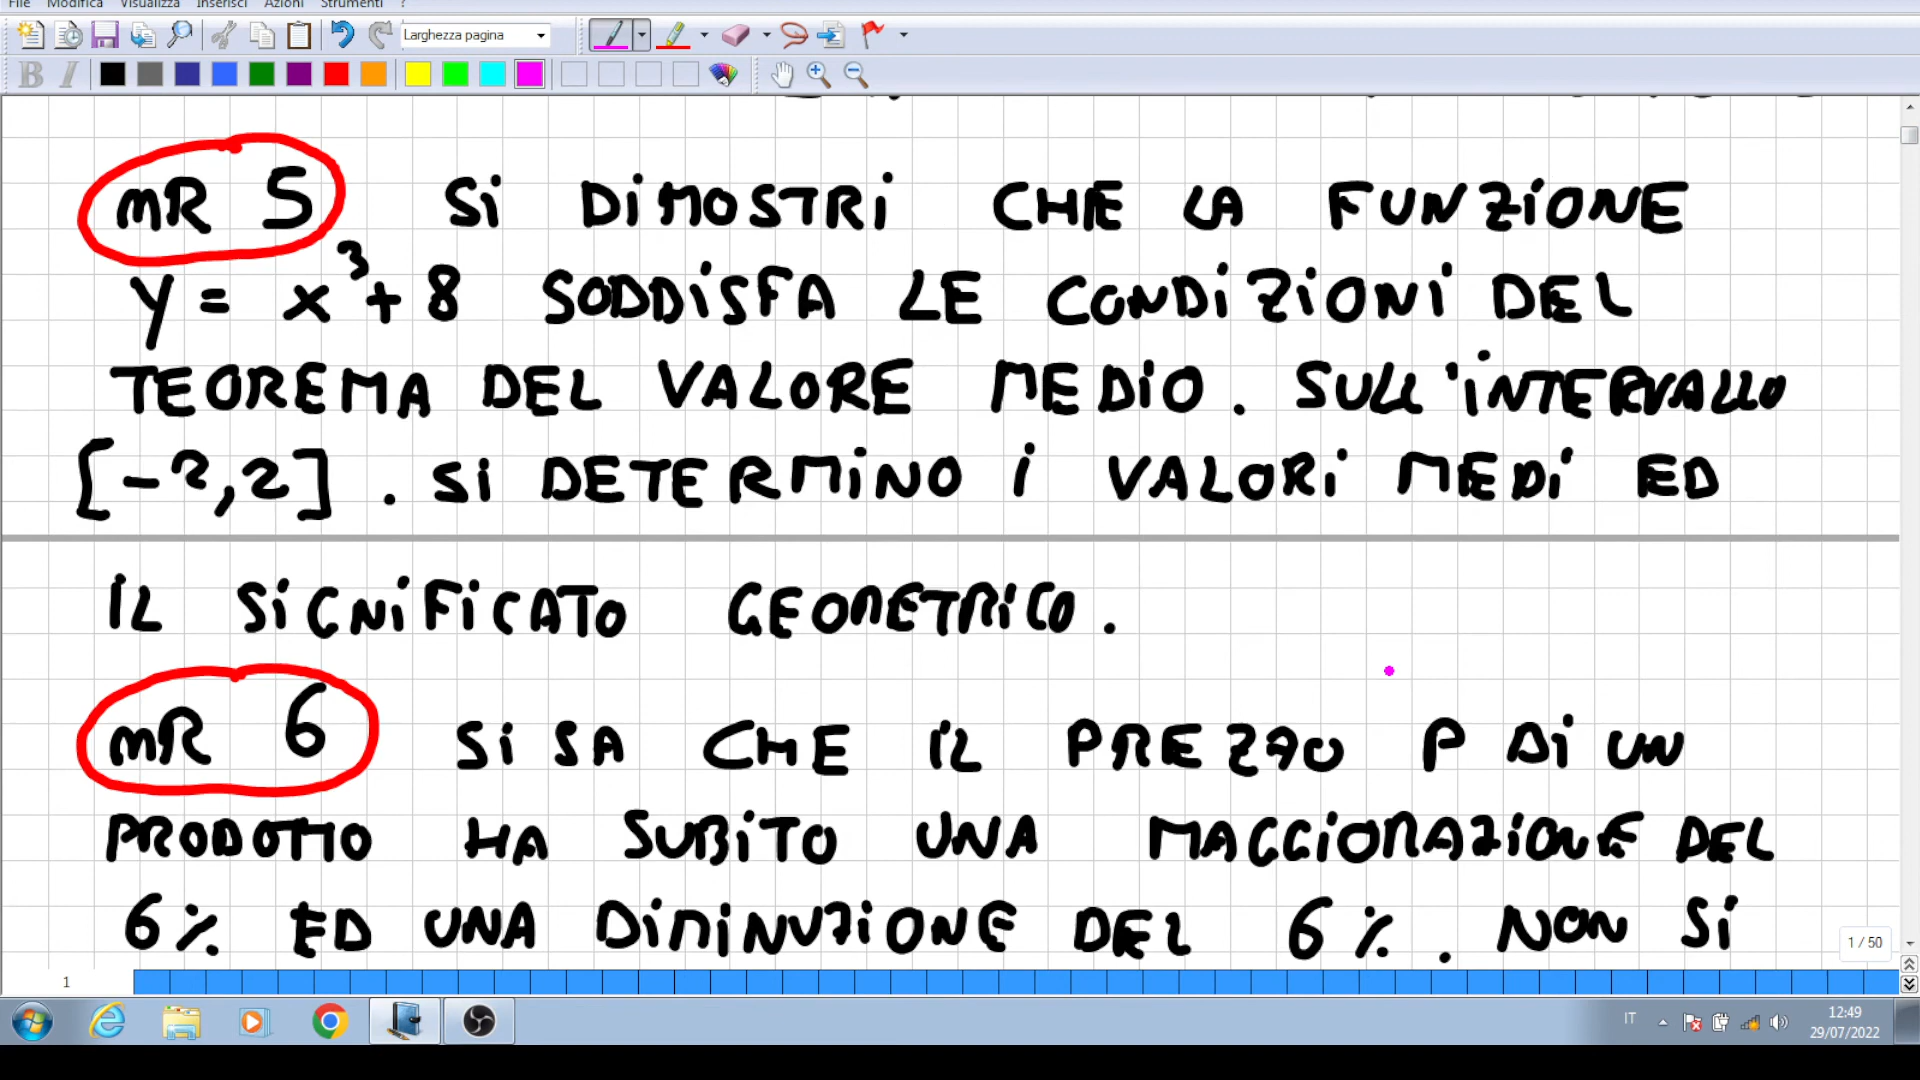 File Modifica Visualizza Inserisci Azioni Strumenti ?
Larghezza pagina
B I
mR 5 Si DiMOSTRi CHE LA FUNZiONE
y = x³ + 8 SODDiSFA LE CONDiZiONi DEL
TEOREMA DEL VALORE MEDiO. SULL'iNTERVALLO
[-2,2]. Si DETERMiNO i VALORi MEDi ED
iL SiGNiFiCATO GEOMETRiCO.
mR 6 Si SA CHE iL PREZZO P Di UN
PRODOTTO HA SUBiTO UNA MAGGiORAZiONE DEL
6% ED UNA DiMiNUZiONE DEL 6%. NON Si
1 / 50
1
IT
12:49
29/07/2022